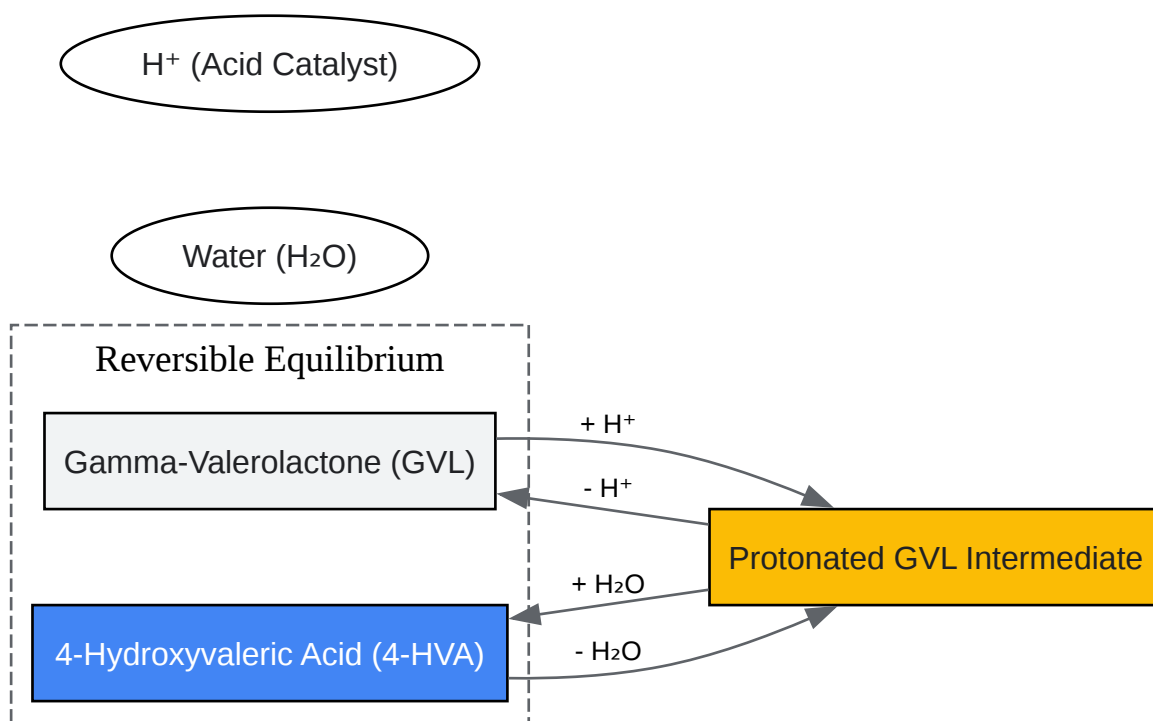 H⁺ (Acid Catalyst)
Water (H₂O)
Reversible Equilibrium
Gamma-Valerolactone (GVL)
+ H⁺
- H⁺
Protonated GVL Intermediate
+ H₂O
4-Hydroxyvaleric Acid (4-HVA)
- H₂O